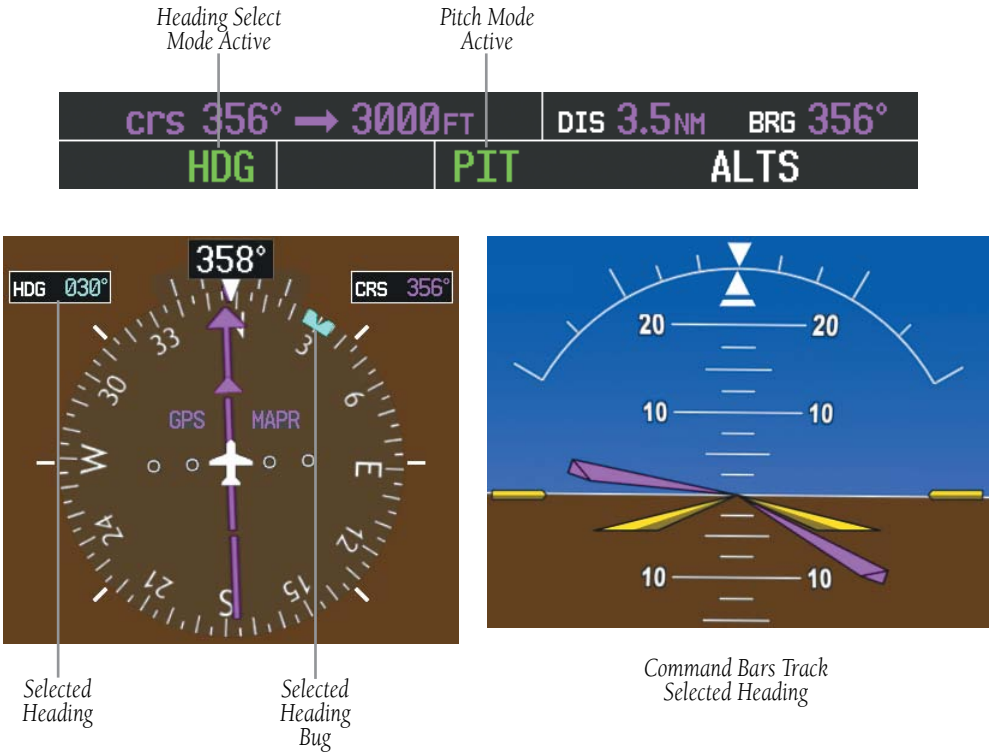 Heading Select
Mode Active
Pitch Mode
Active
crs 356° → 3000FT
DIS 3.5NM BRG 356°
HDG PIT ALTS
358°
HDG 030°
CRS 356°
N
3
6
E
12
15
S
21
24
W
30
33
GPS MAPR
20 20
10 10
10 10
Selected
Heading
Selected
Heading
Bug
Command Bars Track
Selected Heading